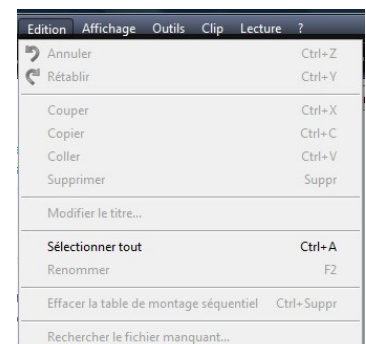 Edition Affichage Outils Clip Lecture ?
Annuler Ctrl+Z
Rétablir Ctrl+Y
Couper Ctrl+X
Copier Ctrl+C
Coller Ctrl+V
Supprimer Suppr
Modifier le titre...
Sélectionner tout Ctrl+A
Renommer F2
Effacer la table de montage séquentiel Ctrl+Suppr
Rechercher le fichier manquant...